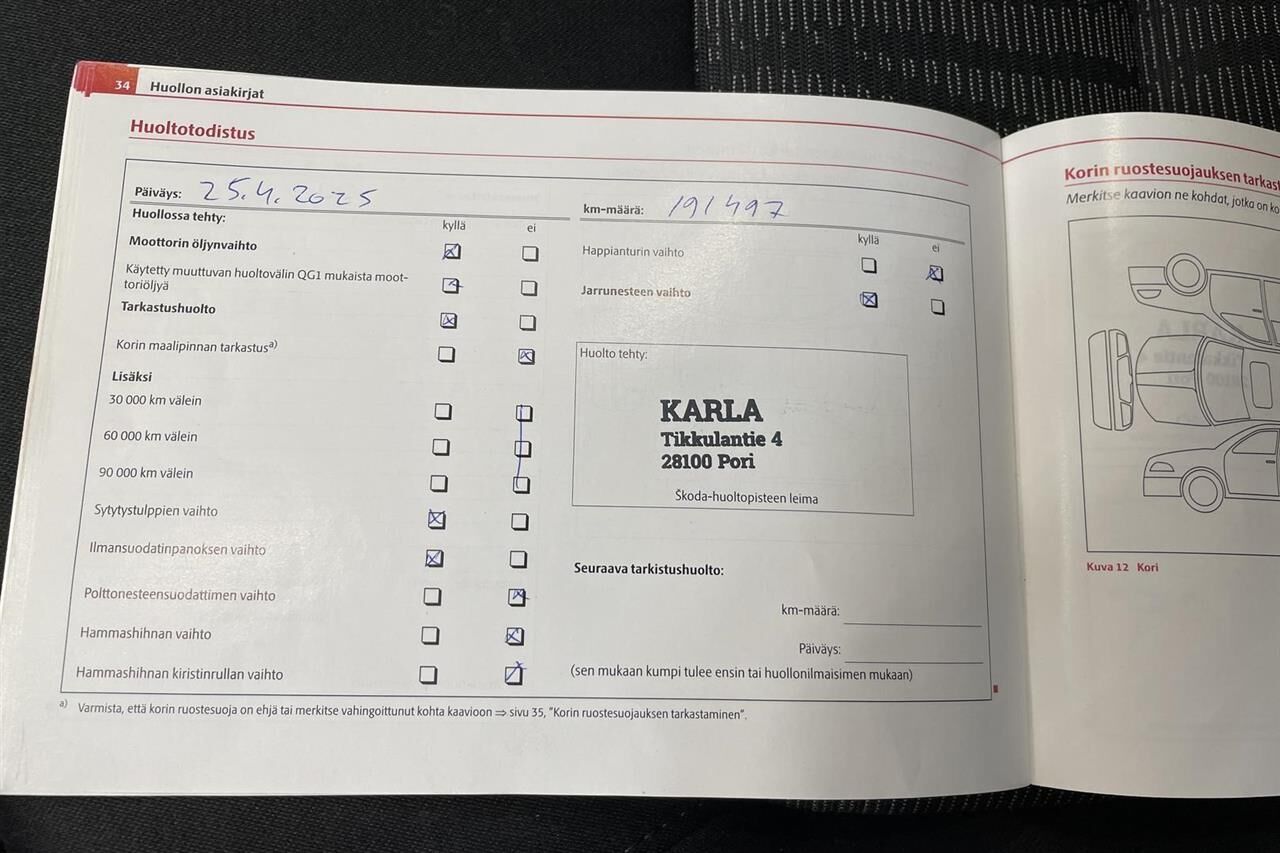 34 Huollon asiakirjat
Huoltotodistus
Päiväys: 25.4.2025
Huollossa tehty:
kyllä ei
Moottorin öljynvaihto
Käytetty muuttuvan huoltovälin QG1 mukaista moot-
toriöljyä
Tarkastushuolto
Korin maalipinnan tarkastusa)
Lisäksi
30 000 km välein
60 000 km välein
90 000 km välein
Sytytystulppien vaihto
Ilmansuodatinpanoksen vaihto
Polttonesteensuodattimen vaihto
Hammashihnan vaihto
Hammashihnan kiristinrullan vaihto
km-määrä: 191497
kyllä ei
Happianturin vaihto
Jarrunesteen vaihto
Huolto tehty:
KARLA
Tikkulantie 4
28100 Pori
Škoda-huoltopisteen leima
Seuraava tarkistushuolto:
km-määrä:
Päiväys:
(sen mukaan kumpi tulee ensin tai huollonilmaisimen mukaan)
a) Varmista, että korin ruostesuoja on ehjä tai merkitse vahingoittunut kohta kaavioon ⇒ sivu 35, "Korin ruostesuojauksen tarkastaminen".
Korin ruostesuojauksen tarkas
Merkitse kaavion ne kohdat, jotka on ko
Kuva 12 Kori